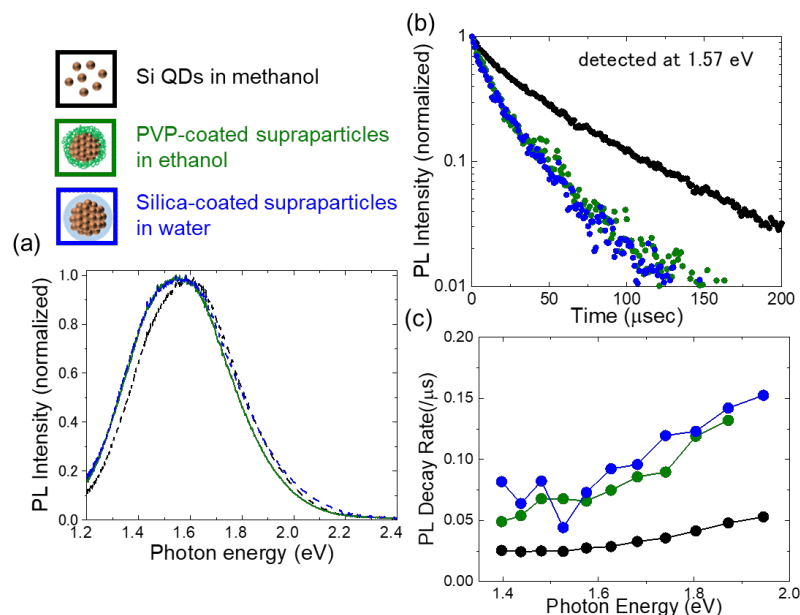 Si QDs in methanol
PVP-coated supraparticles
in ethanol
Silica-coated supraparticles
in water
(a)
PL Intensity (normalized)
1.0
0.8
0.6
0.4
0.2
0.0
1.2 1.4 1.6 1.8 2.0 2.2 2.4
Photon energy (eV)
(b)
detected at 1.57 eV
PL Intensity (normalized)
1
0.1
0.01
0 50 100 150 200
Time (μsec)
(c)
PL Decay Rate(/μs)
0.20
0.15
0.10
0.05
0.00
1.4 1.6 1.8 2.0
Photon Energy (eV)